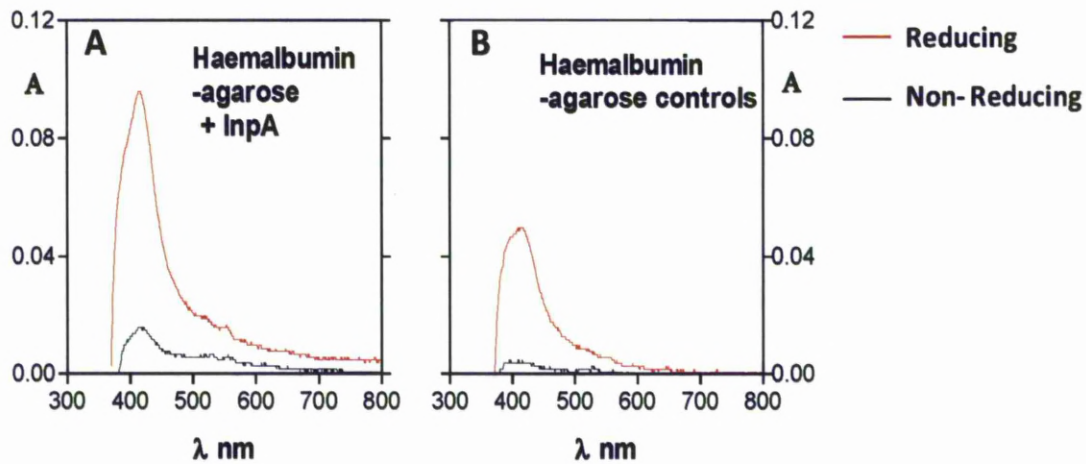 A
Haemalbumin
-agarose
+ InpA
A
0.12
0.08
0.04
0.00
300 400 500 600 700 800
λ nm
B
Haemalbumin
-agarose controls
A
0.12
0.08
0.04
0.00
300 400 500 600 700 800
λ nm
Reducing
Non-Reducing